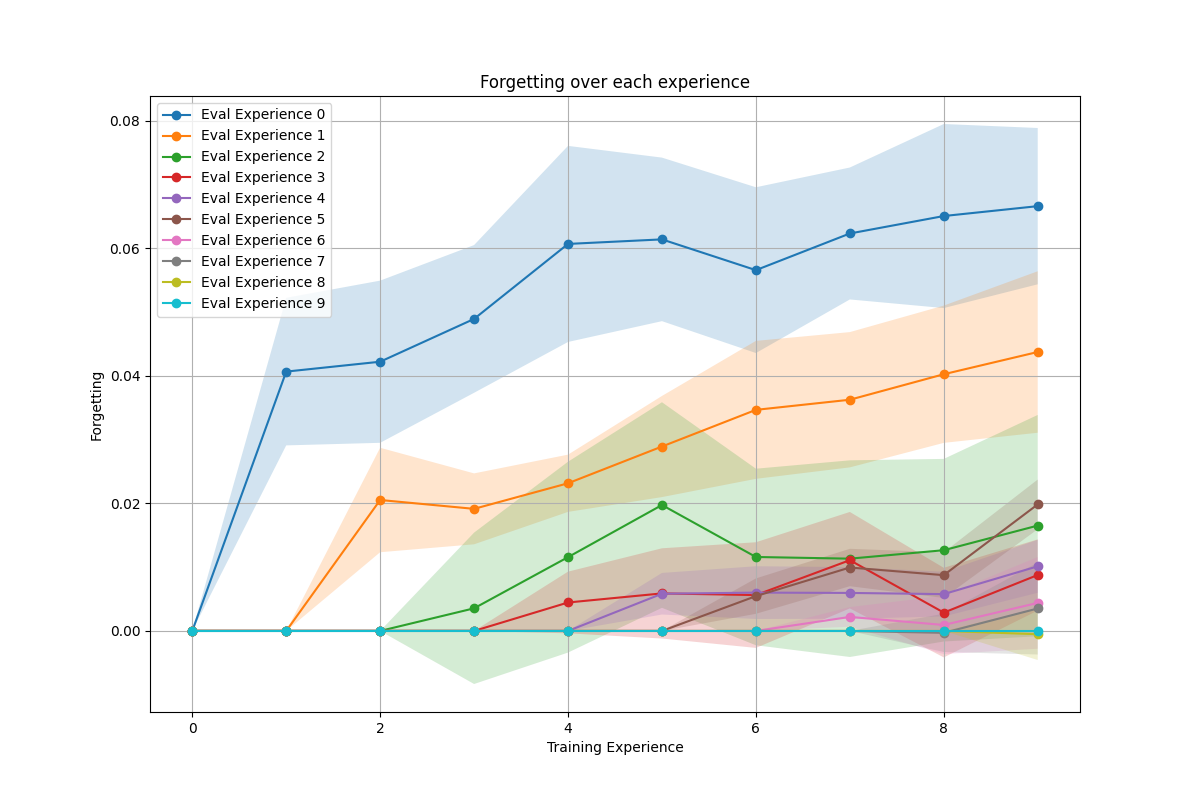 Forgetting over each experience
0.08
0.06
0.04
0.02
0.00
Forgetting
Eval Experience 0
Eval Experience 1
Eval Experience 2
Eval Experience 3
Eval Experience 4
Eval Experience 5
Eval Experience 6
Eval Experience 7
Eval Experience 8
Eval Experience 9
0 2 4 6 8
Training Experience